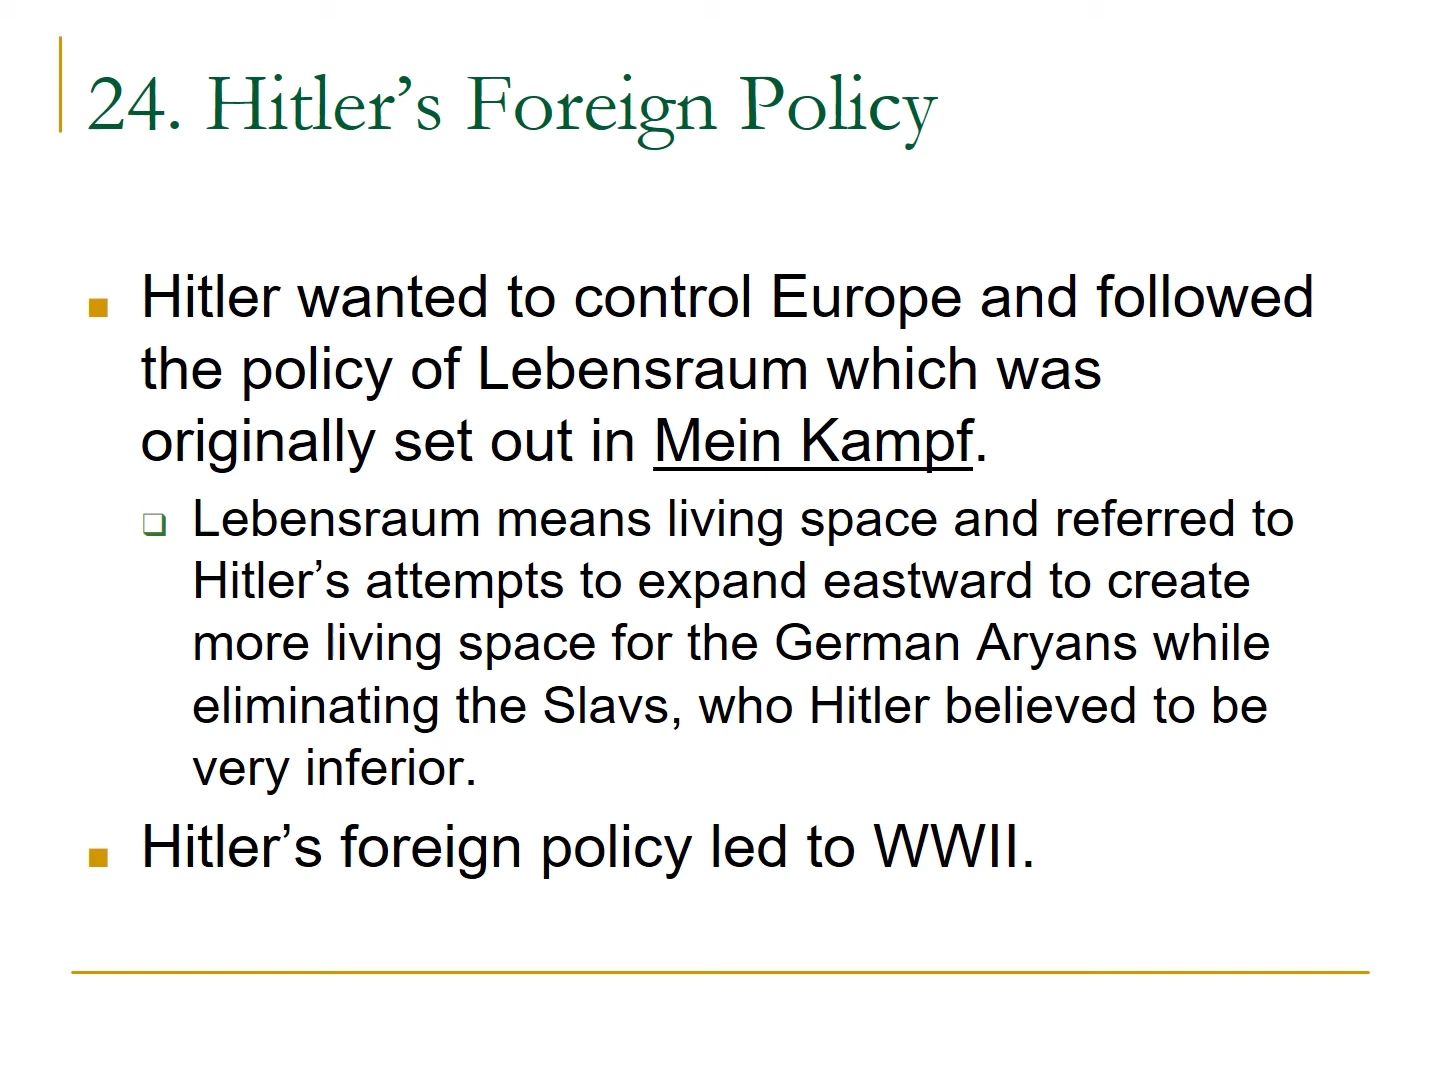 24. Hitler’s Foreign Policy
Hitler wanted to control Europe and followed
the policy of Lebensraum which was
originally set out in Mein Kampf.
Lebensraum means living space and referred to
Hitler’s attempts to expand eastward to create
more living space for the German Aryans while
eliminating the Slavs, who Hitler believed to be
very inferior.
Hitler’s foreign policy led to WWII.